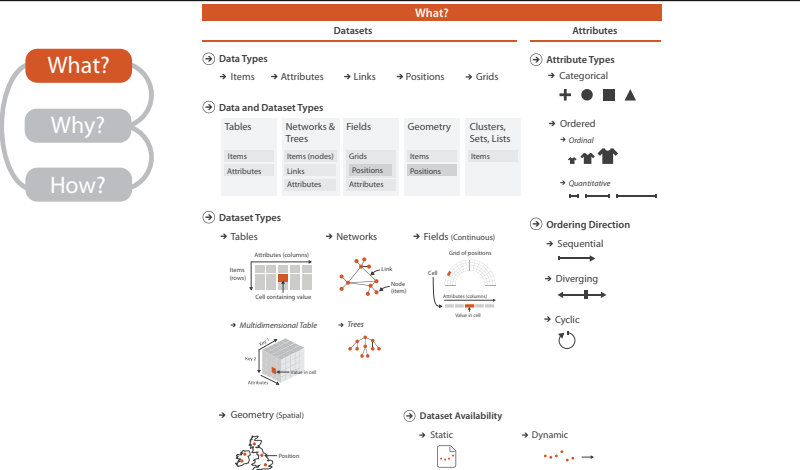 What?
Why?
How?
What?
Datasets
Attributes
Data Types
Items
Attributes
Links
Positions
Grids
Data and Dataset Types
Tables
Items
Attributes
Networks &
Trees
Items (nodes)
Links
Attributes
Fields
Grids
Positions
Attributes
Geometry
Items
Positions
Clusters,
Sets, Lists
Items
Dataset Types
Tables
Attributes (columns)
Items
(rows)
Cell containing value
Networks
Link
Node
(item)
Fields (Continuous)
Grid of positions
Cell
Attributes (columns)
Value in cell
Multidimensional Table
Key 1
Key 2
Value in cell
Attributes
Trees
Geometry (Spatial)
Position
Dataset Availability
Static
Dynamic
Attribute Types
Categorical
Ordered
Ordinal
Quantitative
Ordering Direction
Sequential
Diverging
Cyclic